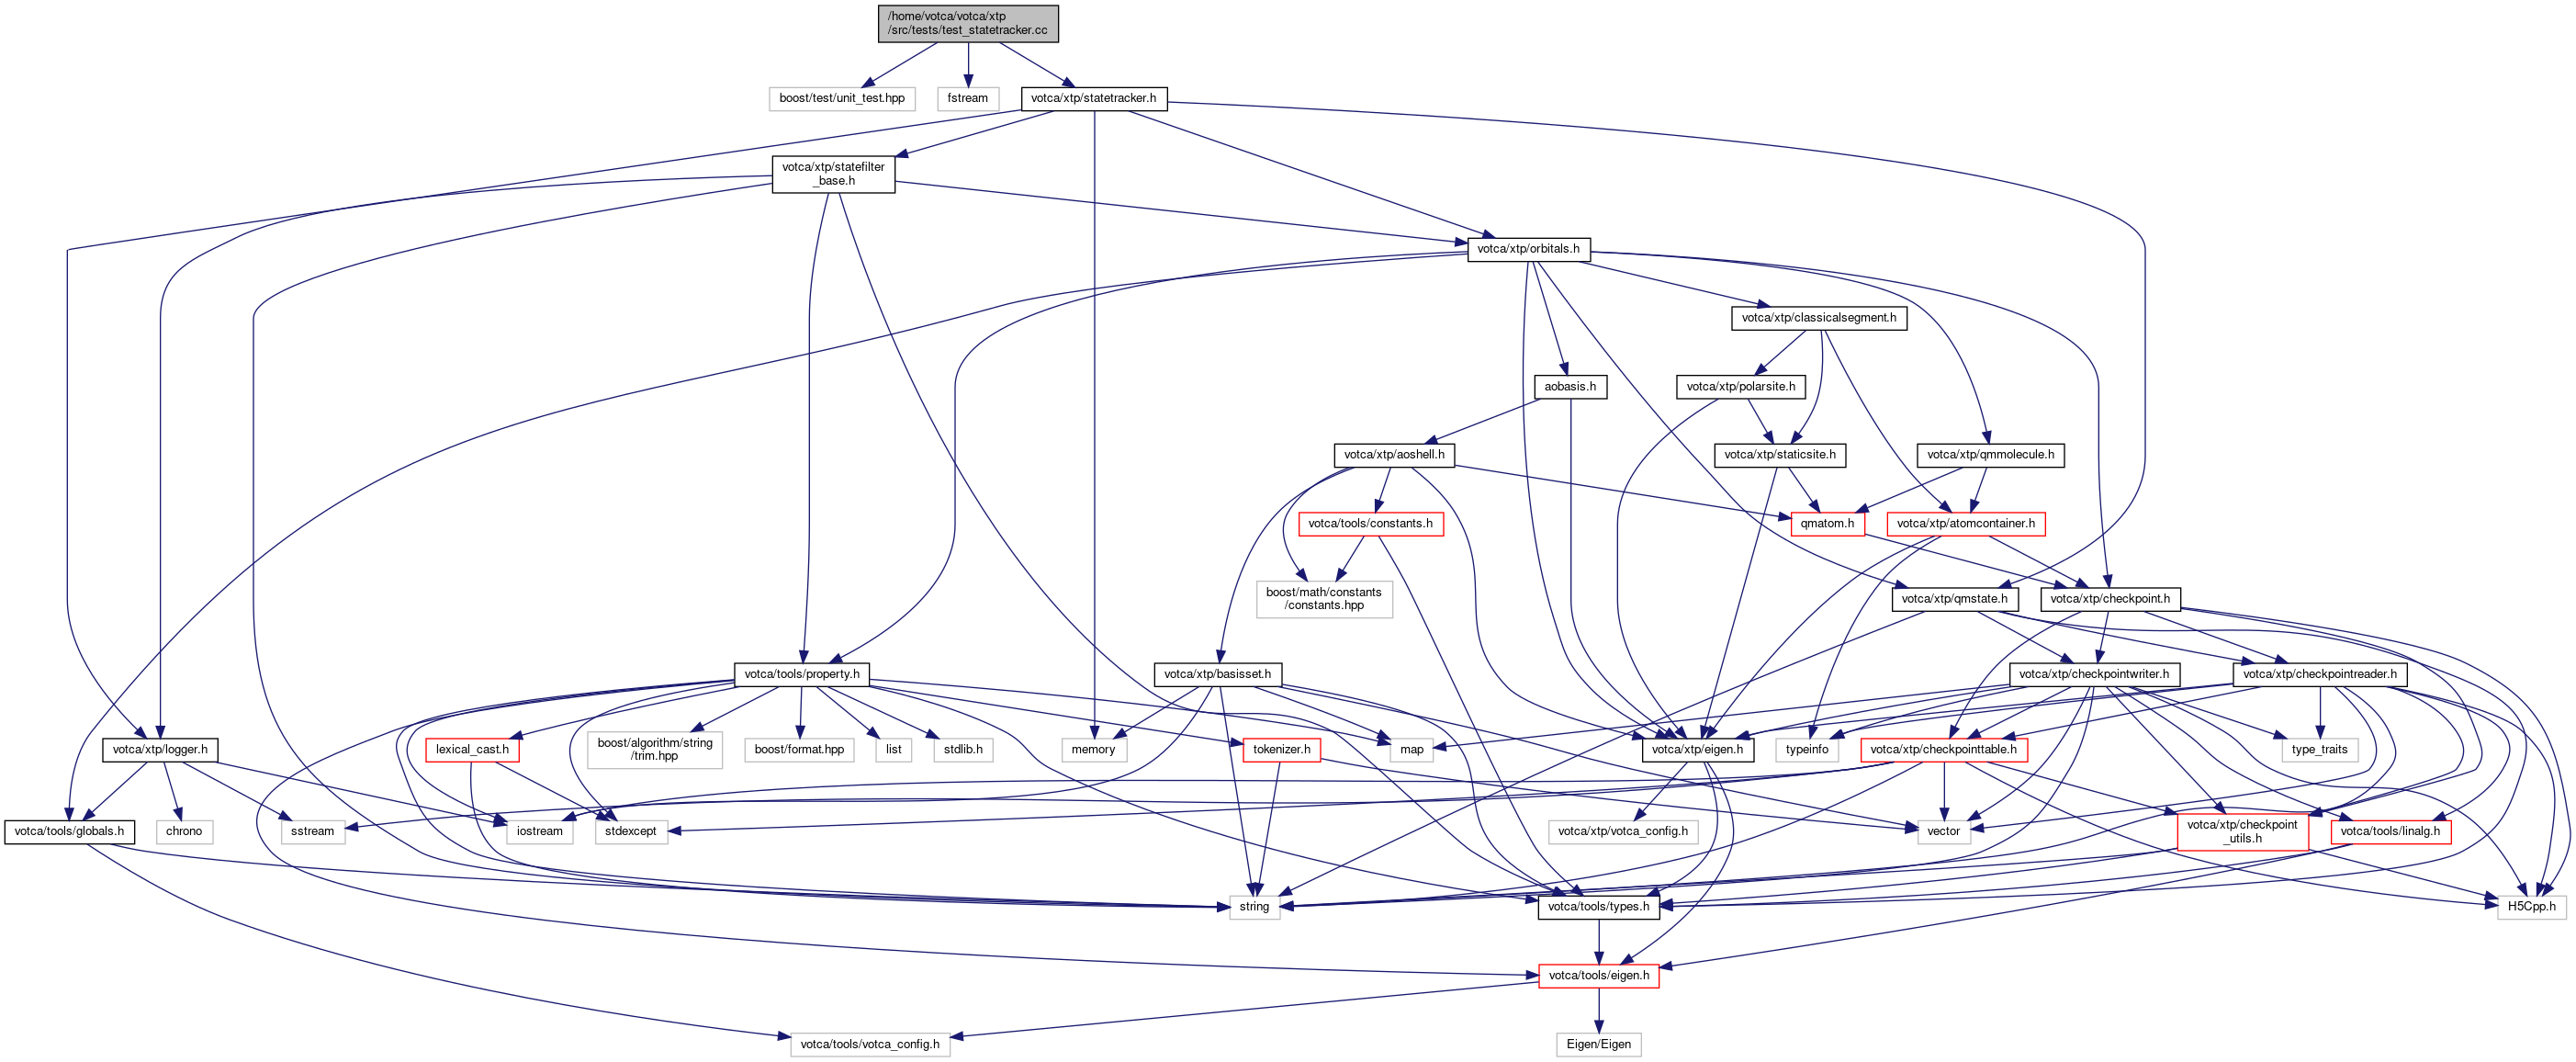 /home/votca/votca/xtp
/src/tests/test_statetracker.cc
boost/test/unit_test.hpp
fstream
votca/xtp/statetracker.h
votca/xtp/statefilter
_base.h
votca/xtp/orbitals.h
votca/xtp/classicalsegment.h
aobasis.h
votca/xtp/polarsite.h
votca/xtp/aoshell.h
votca/xtp/staticsite.h
votca/xtp/qmmolecule.h
votca/tools/constants.h
qmatom.h
votca/xtp/atomcontainer.h
boost/math/constants
/constants.hpp
votca/xtp/qmstate.h
votca/xtp/checkpoint.h
votca/tools/property.h
votca/xtp/basisset.h
votca/xtp/checkpointwriter.h
votca/xtp/checkpointreader.h
votca/xtp/logger.h
lexical_cast.h
boost/algorithm/string
/trim.hpp
boost/format.hpp
list
stdlib.h
memory
tokenizer.h
map
votca/xtp/eigen.h
typeinfo
votca/xtp/checkpointtable.h
type_traits
votca/tools/globals.h
chrono
sstream
iostream
stdexcept
votca/xtp/votca_config.h
vector
votca/xtp/checkpoint
_utils.h
votca/tools/linalg.h
string
votca/tools/types.h
H5Cpp.h
votca/tools/eigen.h
votca/tools/votca_config.h
Eigen/Eigen